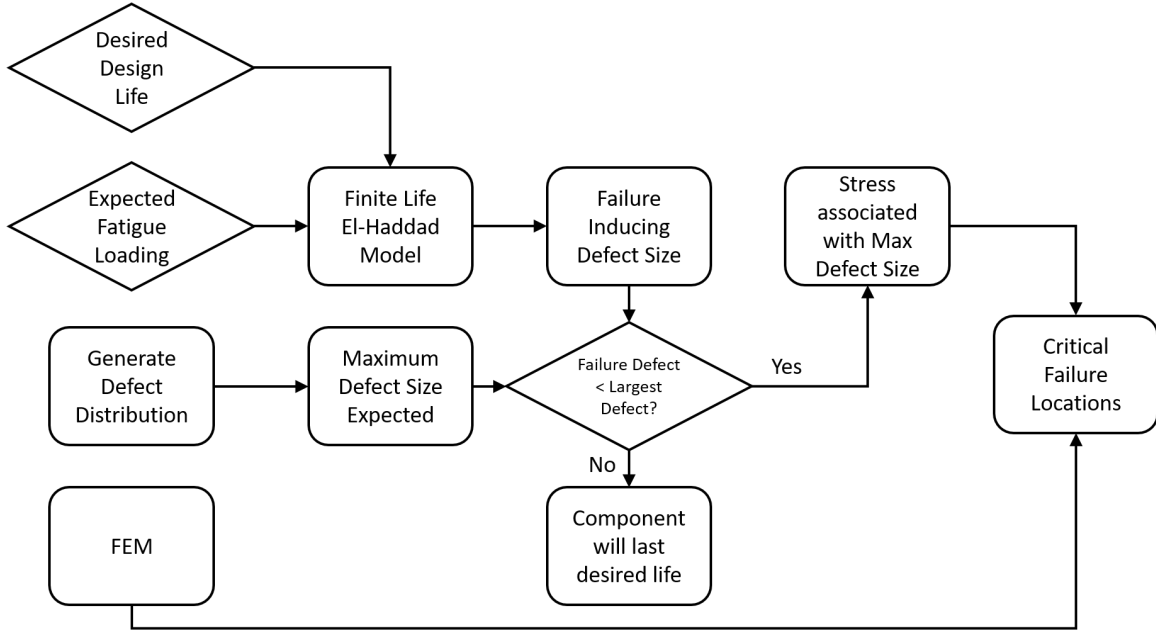 Desired
Design
Life
Expected
Fatigue
Loading
Finite Life
El-Haddad
Model
Failure
Inducing
Defect Size
Stress
associated
with Max
Defect Size
Generate
Defect
Distribution
Maximum
Defect Size
Expected
Failure Defect
< Largest
Defect?
Yes
Critical
Failure
Locations
No
FEM
Component
will last
desired life